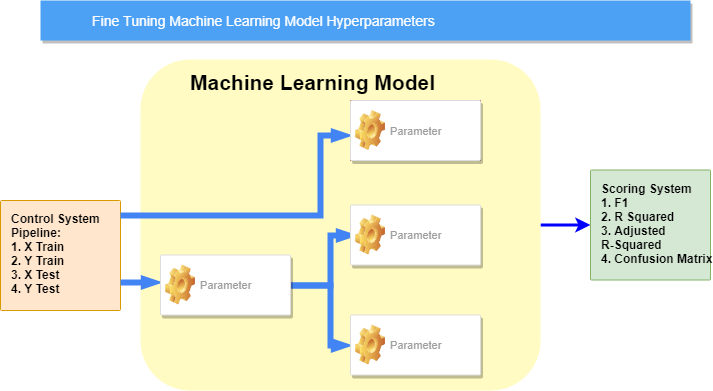 Fine Tuning Machine Learning Model Hyperparameters
Machine Learning Model
Parameter
Control System
Pipeline:
1. X Train
2. Y Train
3. X Test
4. Y Test
Parameter
Parameter
Parameter
Scoring System
1. F1
2. R Squared
3. Adjusted
R-Squared
4. Confusion Matrix